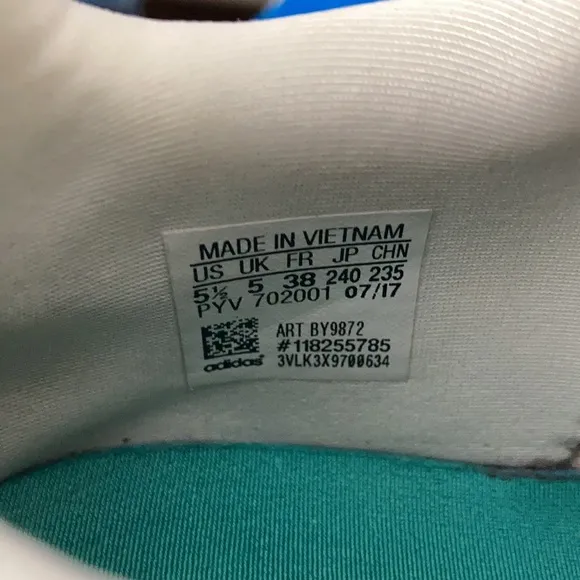 MADE IN VIETNAM
US UK FR JP CHN
5½ 5 38 240 235
PYV 702001 07/17
ART BY9872
#118255785
adidas 3VLK3X9700634